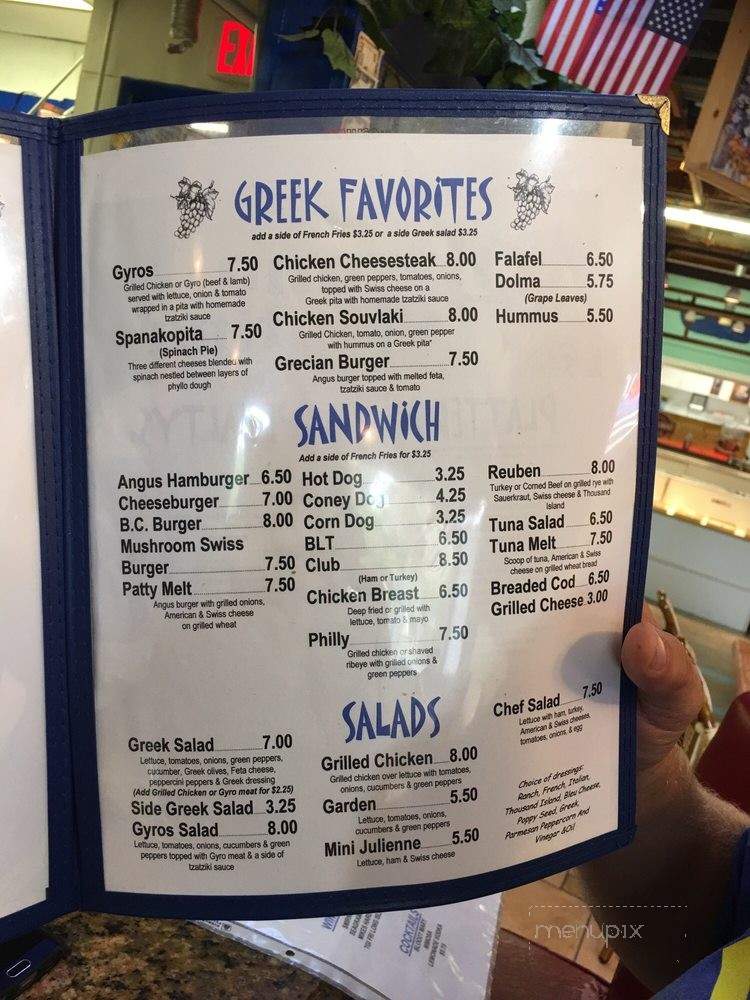 EXI
GREEK FAVORITES
add a side of French Fries $3.25 or a side Greek salad $3.25
Gyros 7.50
Grilled Chicken or Gyro (beef & lamb)
served with lettuce, onion & tomato
wrapped in a pita with homemade
tzatziki sauce
Spanakopita 7.50
(Spinach Pie)
Three different cheeses blended with
spinach nestled between layers of
phyllo dough
Chicken Cheesesteak 8.00
Grilled chicken, green peppers, tomatoes, onions,
topped with Swiss cheese on a
Greek pita with homemade tzatziki sauce
Chicken Souvlaki 8.00
Grilled Chicken, tomato, onion, green pepper
with hummus on a Greek pita"
Grecian Burger 7.50
Angus burger topped with melted feta,
tzatziki sauce & tomato
Falafel 6.50
Dolma 5.75
(Grape Leaves)
Hummus 5.50
SANDWICH
Add a side of French Fries for $3.25
Angus Hamburger 6.50
Cheeseburger 7.00
B.C. Burger 8.00
Mushroom Swiss
Burger 7.50
Patty Melt 7.50
Angus burger with grilled onions,
American & Swiss cheese
on grilled wheat
Hot Dog 3.25
Coney Dog 4.25
Corn Dog 3.25
BLT 6.50
Club 8.50
(Ham or Turkey)
Chicken Breast 6.50
Deep fried or grilled with
lettuce, tomato & mayo
Philly 7.50
Grilled chicken or shaved
ribeye with grilled onions &
green peppers
Reuben 8.00
Turkey or Corned Beef on grilled rye with
Sauerkraut, Swiss cheese & Thousand
Island
Tuna Salad 6.50
Tuna Melt 7.50
Scoop of tuna, American & Swiss
cheese on grilled wheat bread
Breaded Cod 6.50
Grilled Cheese 3.00
SALADS
Greek Salad 7.00
Lettuce, tomatoes, onions, green peppers,
cucumber, Greek olives, Feta cheese,
peppercini peppers & Greek dressing
(Add Grilled Chicken or Gyro meat for $2.25)
Side Greek Salad 3.25
Gyros Salad 8.00
Lettuce, tomatoes, onions, cucumbers & green
peppers topped with Gyro meat & a side of
tzatziki sauce
Grilled Chicken 8.00
Grilled chicken over lettuce with tomatoes,
onions, cucumbers & green peppers
Garden 5.50
Lettuce, tomatoes, onions,
cucumbers & green peppers
Mini Julienne 5.50
Lettuce, ham & Swiss cheese
Chef Salad 7.50
Lettuce with ham, turkey,
American & Swiss cheeses,
tomatoes, onions, & egg
Choice of dressings:
Ranch, French, Italian,
Thousand Island, Bleu Cheese,
Poppy Seed, Greek,
Parmesan Peppercorn And
Vinegar &Oil
COCKTAILS
menupix